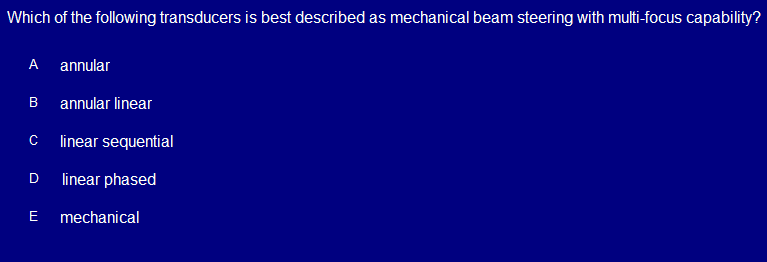 Which of the following transducers is best described as mechanical beam steering with multi-focus capability?
A annular
B annular linear
C linear sequential
D linear phased
E mechanical